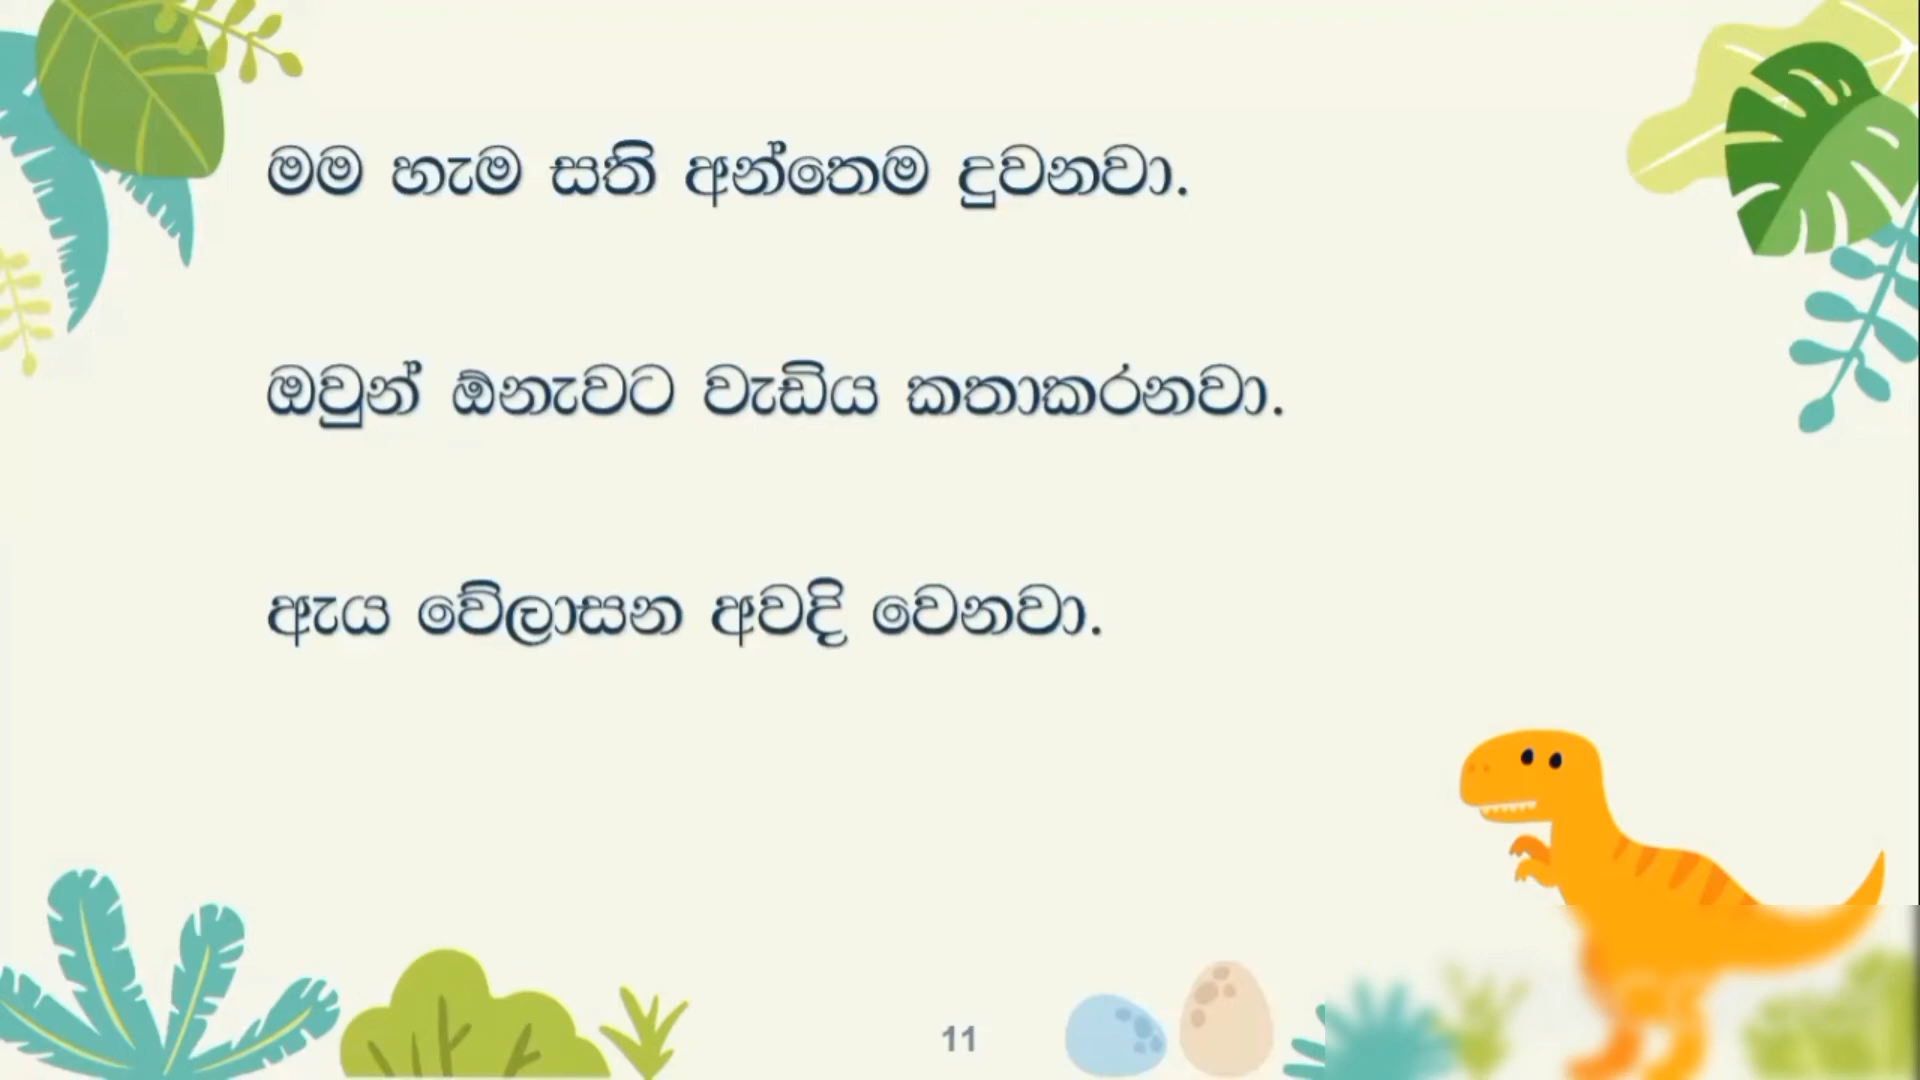 මම හැම සති අන්තෙම දුවනවා.
ඔවුන් ඕනැවට වැඩිය කතාකරනවා.
ඇය වේලාසන අවදි වෙනවා.
11